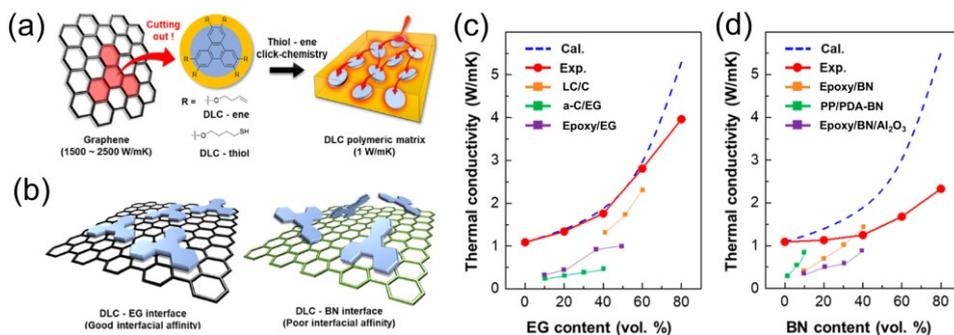 (a)
Cutting out !
Thiol - ene
click-chemistry
R
R
R
R
R
R
R =
O
DLC - ene
O
SH
DLC - thiol
Graphene
(1500 ~ 2500 W/mK)
DLC polymeric matrix
(1 W/mK)
(b)
DLC - EG interface
(Good interfacial affinity)
DLC - BN interface
(Poor interfacial affinity)
(c)
Thermal conductivity (W/mK)
6
5
4
3
2
1
0
Cal.
Exp.
LC/C
a-C/EG
Epoxy/EG
0 20 40 60 80
EG content (vol. %)
(d)
Thermal conductivity (W/mK)
6
5
4
3
2
1
0
Cal.
Exp.
Epoxy/BN
PP/PDA-BN
Epoxy/BN/Al₂O₃
0 20 40 60 80
BN content (vol. %)